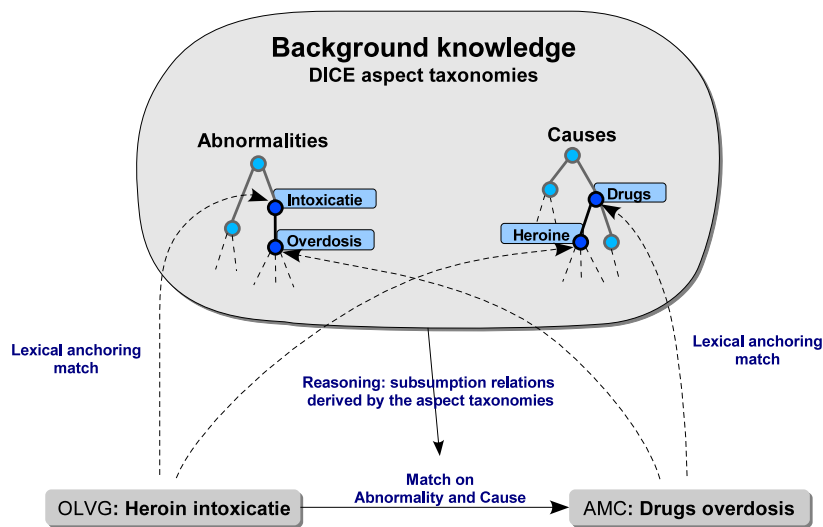 Background knowledge
DICE aspect taxonomies
Abnormalities
Causes
Intoxicatie
Drugs
Overdosis
Heroine
Lexical anchoring
match
Lexical anchoring
match
Reasoning: subsumption relations
derived by the aspect taxonomies
Match on
Abnormality and Cause
OLVG: Heroin intoxicatie
AMC: Drugs overdosis